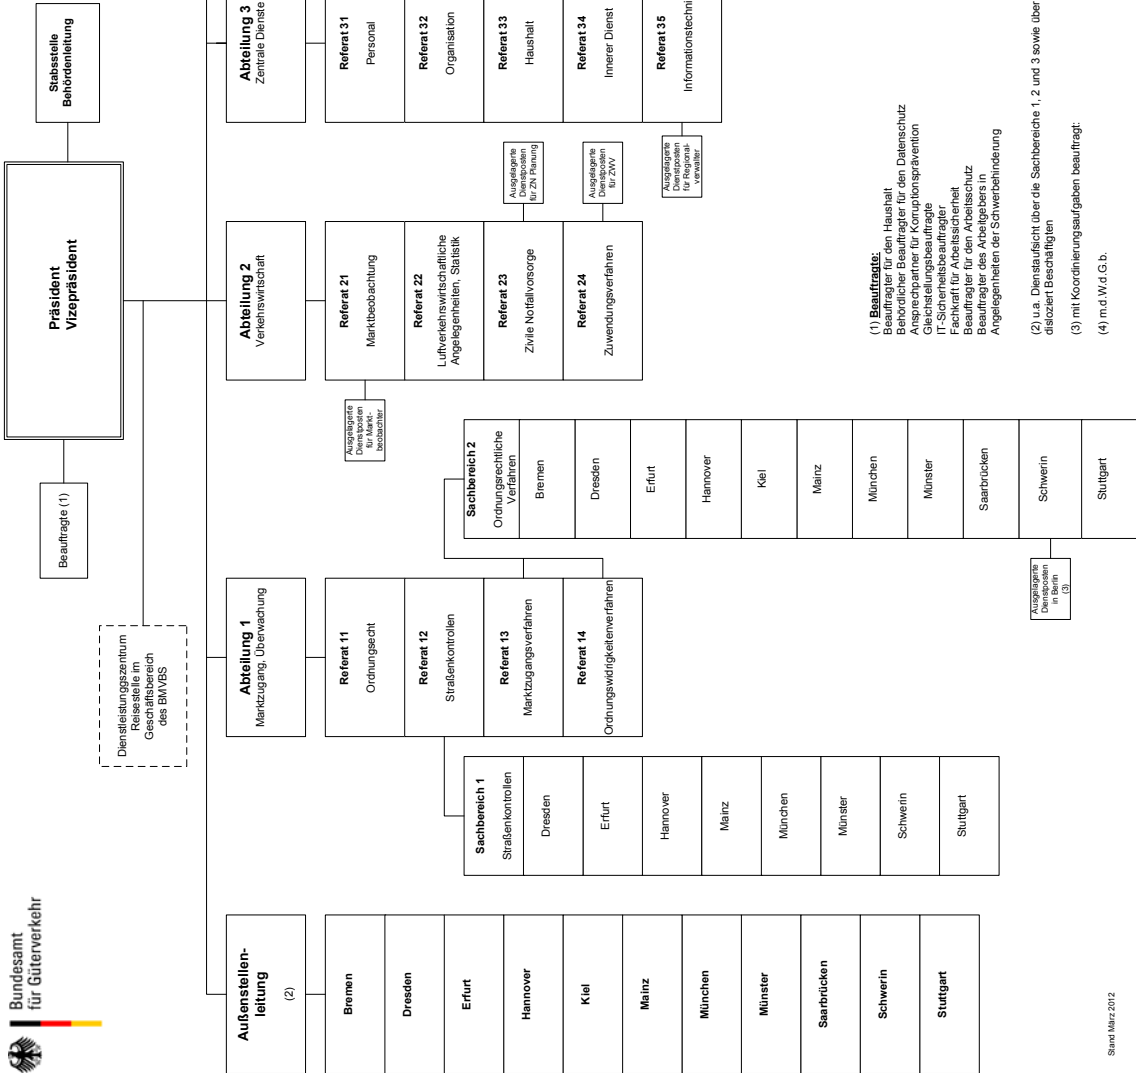 Bundesamt
für Güterverkehr
Präsident
Vizepräsident
Stabsstelle
Behördenleitung
Beauftragte (1)
Dienstleistungszentrum
Reisestelle im
Geschäftsbereich
des BMVBS
Außenstellen-
leitung
(2)
Bremen
Dresden
Erfurt
Hannover
Kiel
Mainz
München
Münster
Saarbrücken
Schwerin
Stuttgart
Abteilung 1
Marktzugang, Überwachung
Referat 11
Ordnungsecht
Referat 12
Straßenkontrollen
Referat 13
Marktzugangsverfahren
Referat 14
Ordnungswidrigkeitenverfahren
Sachbereich 1
Straßenkontrollen
Dresden
Erfurt
Hannover
Mainz
München
Münster
Schwerin
Stuttgart
Sachbereich 2
Ordnungsrechtliche
Verfahren
Bremen
Dresden
Erfurt
Hannover
Kiel
Mainz
München
Münster
Saarbrücken
Schwerin
Stuttgart
Ausgelagerte
Dienstposten
in Berlin
(3)
Abteilung 2
Verkehrswirtschaft
Referat 21
Marktbeobachtung
Referat 22
Luftverkehrswirtschaftliche
Angelegenheiten, Statistik
Referat 23
Zivile Notfallvorsorge
Referat 24
Zuwendungsverfahren
Ausgelagerte
Dienstposten
für Markt-
beobachter
Ausgelagerte
Dienstposten
für ZN Planung
Ausgelagerte
Dienstposten
für ZWV
Abteilung 3
Zentrale Dienste
Referat 31
Personal
Referat 32
Organisation
Referat 33
Haushalt
Referat 34
Innerer Dienst
Referat 35
Informationstechni
Ausgelagerte
Dienstposten
für Regional-
verwalter
(1) Beauftragte:
Beauftragter für den Haushalt
Behördlicher Beauftragter für den Datenschutz
Ansprechpartner für Korruptionsprävention
Gleichstellungsbeauftragte
IT-Sicherheitsbeauftragter
Fachkraft für Arbeitssicherheit
Beauftragter für den Arbeitsschutz
Beauftragter des Arbeitgebers in
Angelegenheiten der Schwerbehinderung
(2) u.a. Dienstaufsicht über die Sachbereiche 1, 2 und 3 sowie über
disloziert Beschäftigten
(3) mit Koordinierungsaufgaben beauftragt:
(4) m.d.W.d.G.b.
Stand März 2012